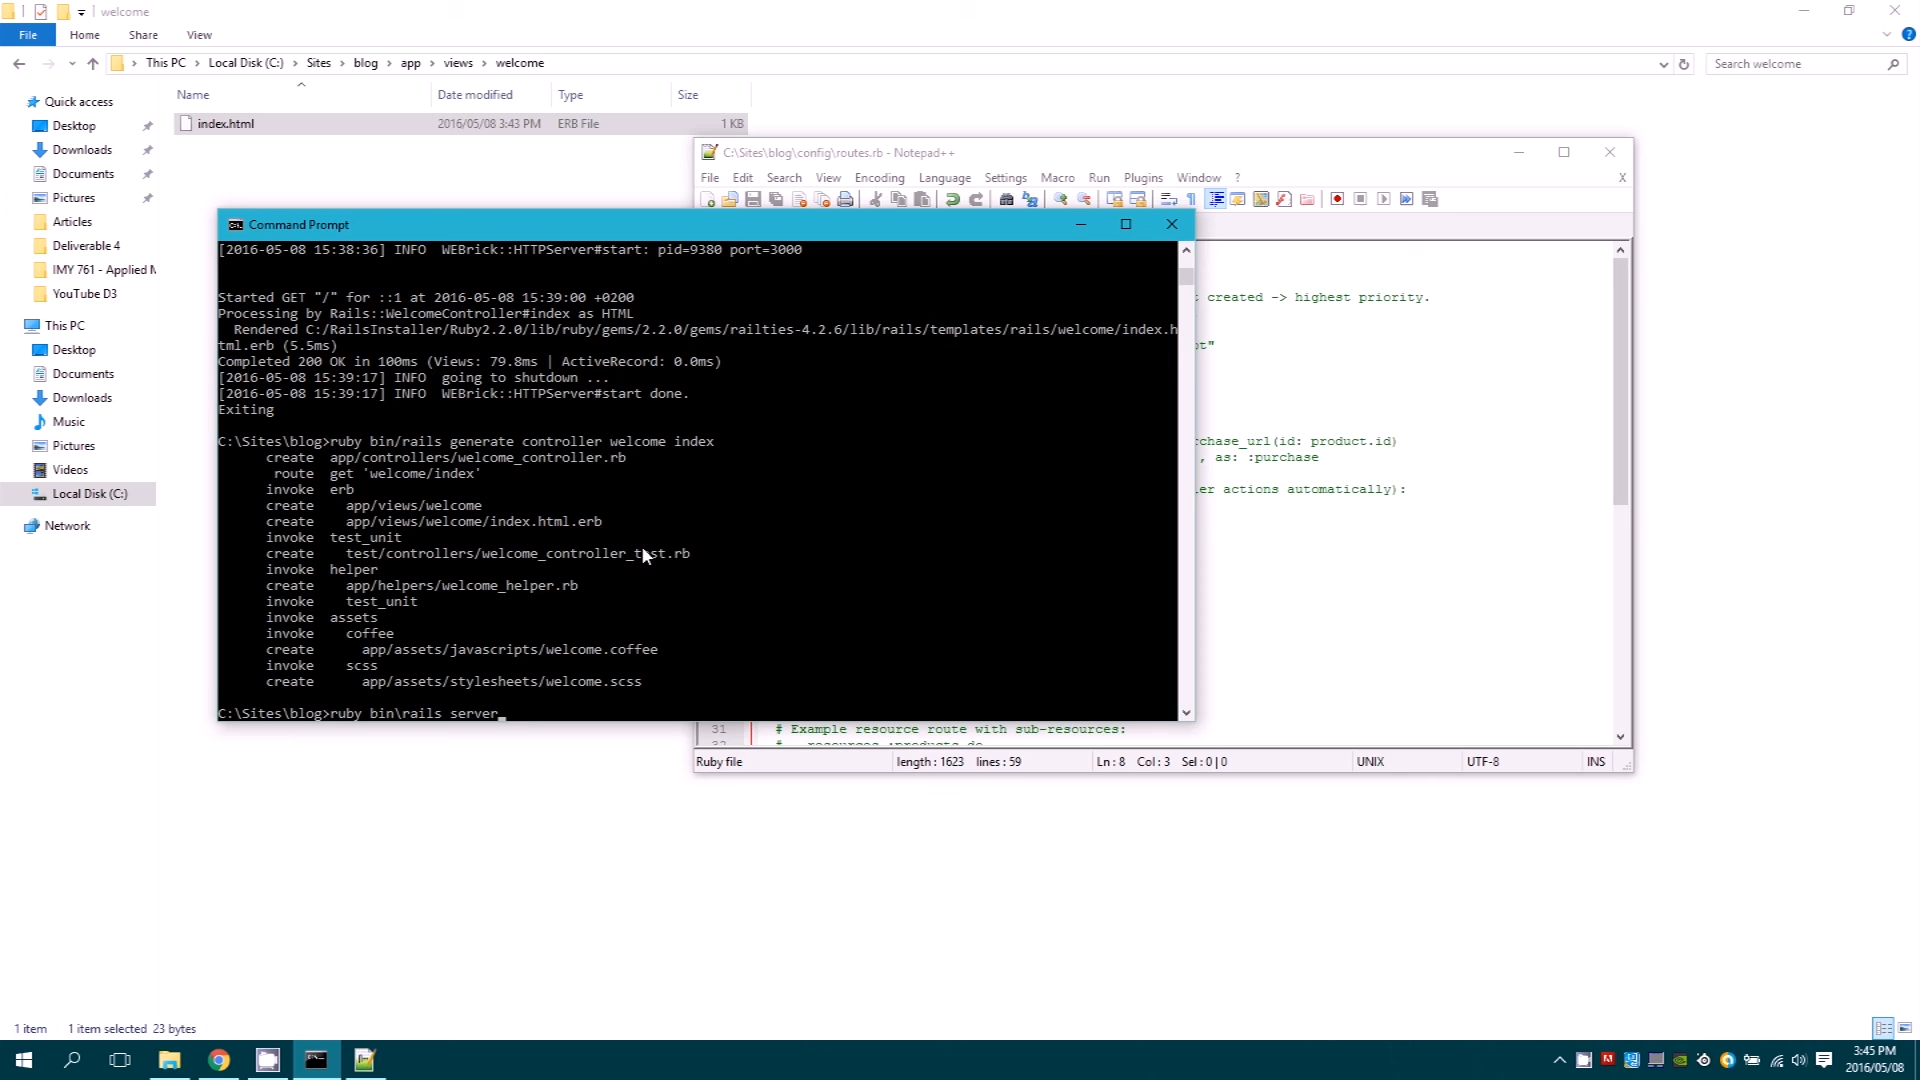 welcome
File Home Share View
This PC Local Disk (C:) Sites blog app views welcome
Search welcome
Name Date modified Type Size
index.html 2016/05/08 3:43 PM ERB File 1 KB
Quick access
Desktop
Downloads
Documents
Pictures
Articles
Deliverable 4
IMY 761 - Applied M
YouTube D3
This PC
Desktop
Documents
Downloads
Music
Pictures
Videos
Local Disk (C:)
Network
1 item 1 item selected 23 bytes
C:\Sites\blog\config\routes.rb - Notepad++
File Edit Search View Encoding Language Settings Macro Run Plugins Window ? X
created -> highest priority.
ot"
rchase_url(id: product.id)
, as: :purchase
ler actions automatically):
31 # Example resource route with sub-resources:
32 # resources :products do
Ruby file length : 1623 lines : 59 Ln : 8 Col : 3 Sel : 0 | 0 UNIX UTF-8 INS
Command Prompt
[2016-05-08 15:38:36] INFO WEBrick::HTTPServer#start: pid=9380 port=3000
Started GET "/" for ::1 at 2016-05-08 15:39:00 +0200
Processing by Rails::WelcomeController#index as HTML
Rendered C:/RailsInstaller/Ruby2.2.0/lib/ruby/gems/2.2.0/gems/railties-4.2.6/lib/rails/templates/rails/welcome/index.h
tml.erb (5.5ms)
Completed 200 OK in 100ms (Views: 79.8ms | ActiveRecord: 0.0ms)
[2016-05-08 15:39:17] INFO going to shutdown ...
[2016-05-08 15:39:17] INFO WEBrick::HTTPServer#start done.
Exiting
C:\Sites\blog>ruby bin/rails generate controller welcome index
create app/controllers/welcome_controller.rb
route get 'welcome/index'
invoke erb
create app/views/welcome
create app/views/welcome/index.html.erb
invoke test_unit
create test/controllers/welcome_controller_test.rb
invoke helper
create app/helpers/welcome_helper.rb
invoke test_unit
invoke assets
invoke coffee
create app/assets/javascripts/welcome.coffee
invoke scss
create app/assets/stylesheets/welcome.scss
C:\Sites\blog>ruby bin\rails server_
3:45 PM
2016/05/08